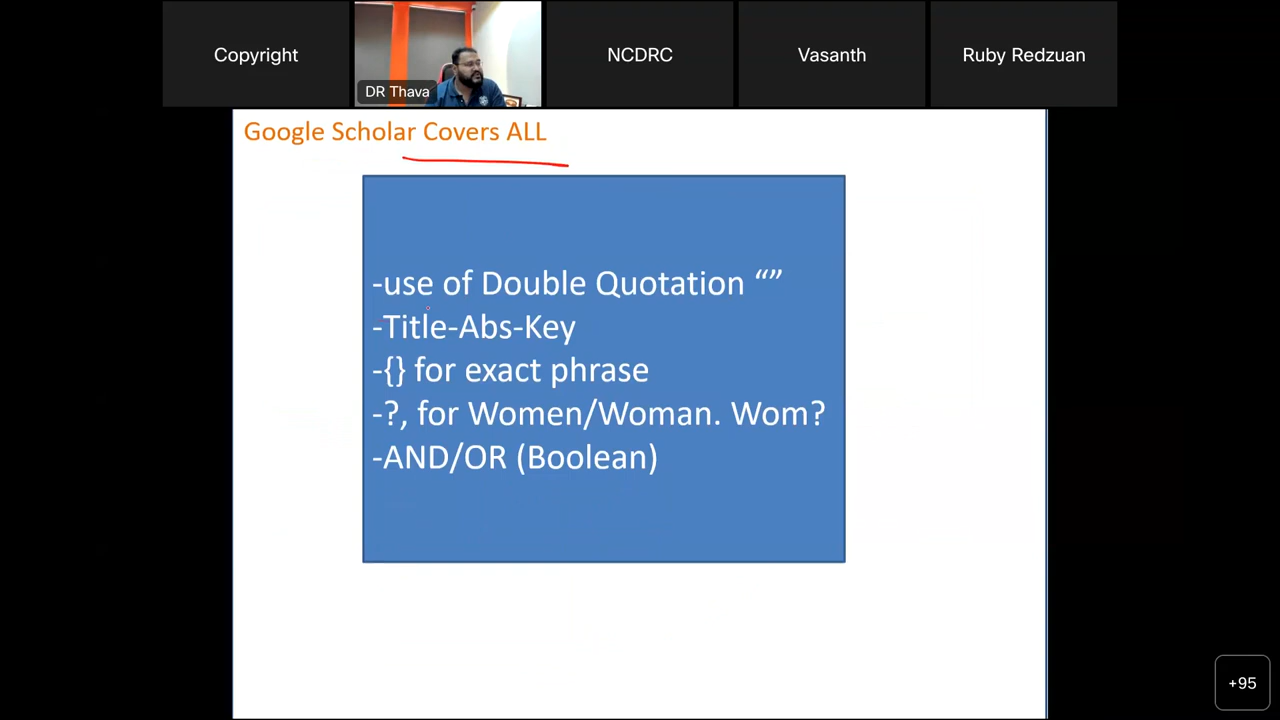 Copyright
DR Thava
NCDRC
Vasanth
Ruby Redzuan
Google Scholar Covers ALL
-use of Double Quotation “”
-Title-Abs-Key
-{} for exact phrase
-?, for Women/Woman. Wom?
-AND/OR (Boolean)
+95